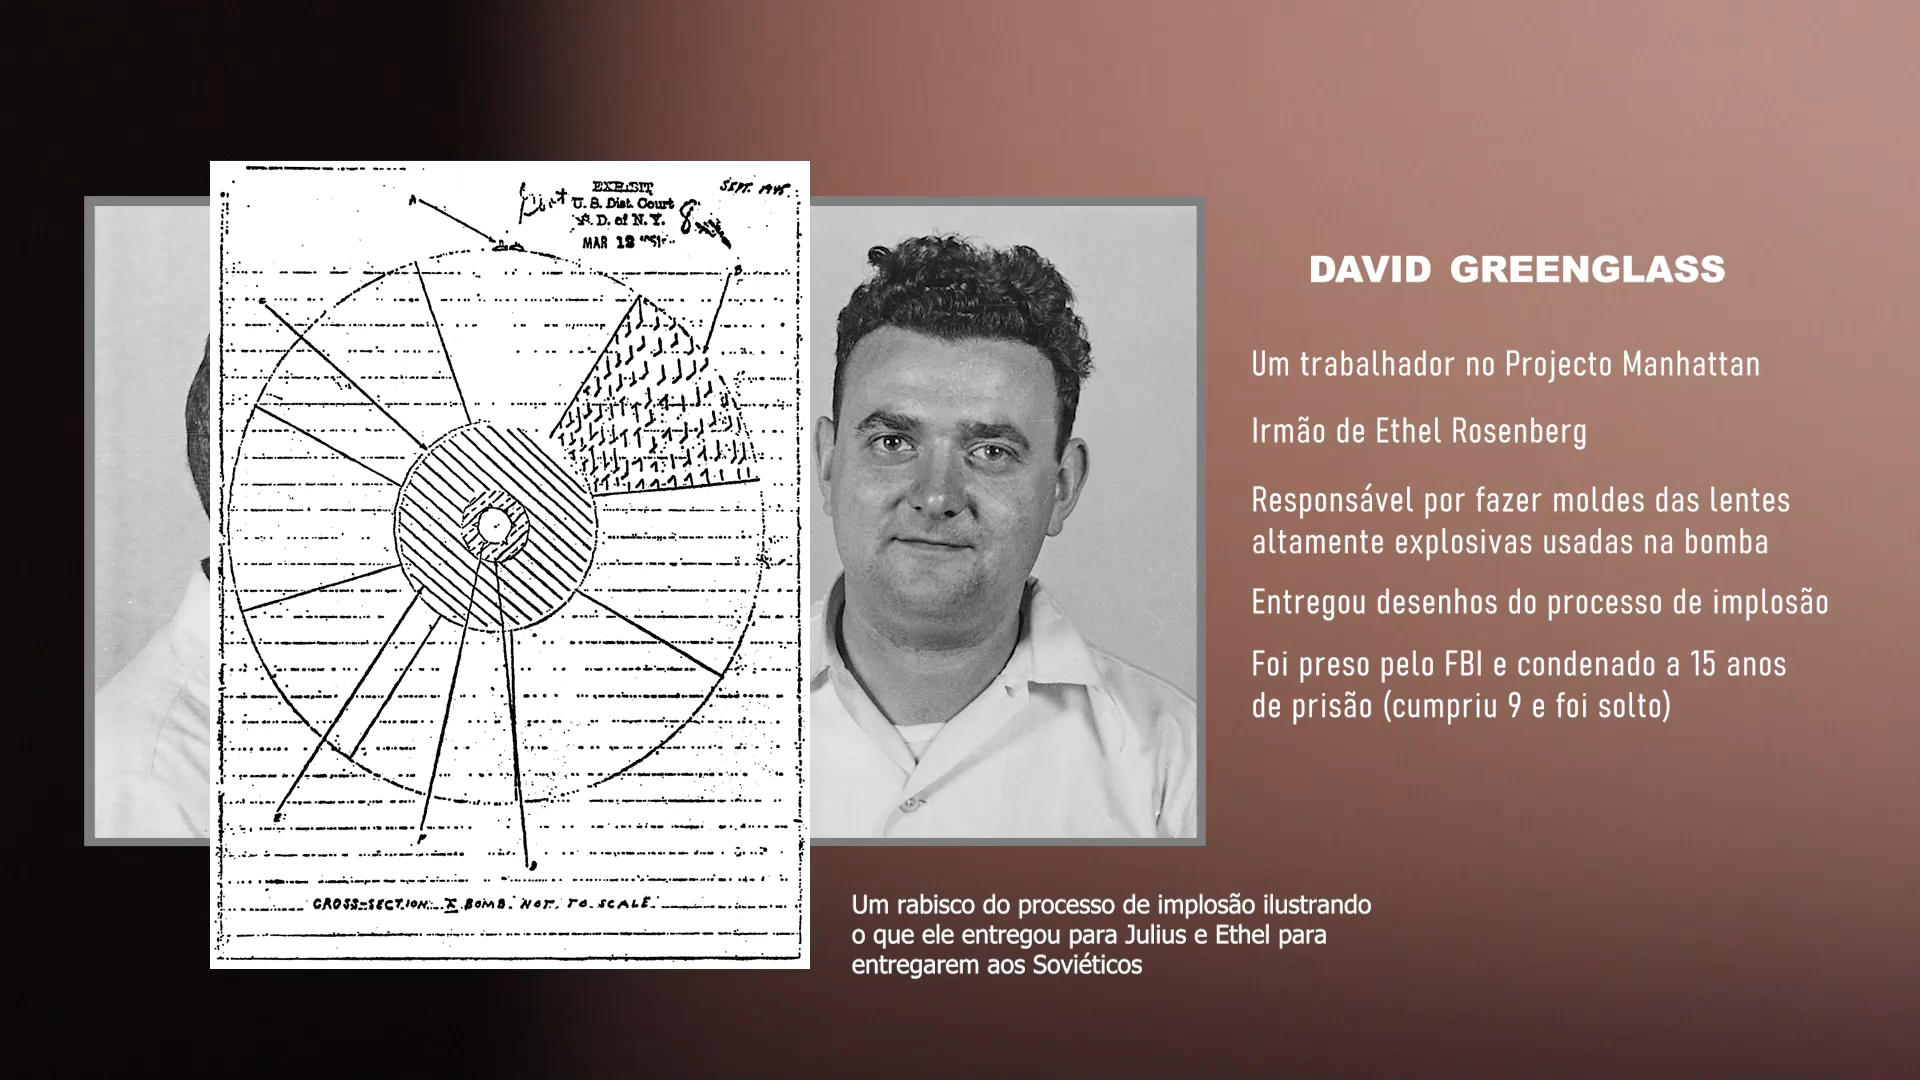 EXHIBIT
U. S. Dist. Court
S. D. of N. Y.
MAR 12 1951
SEPT. 1945
8
A
B
C
E
F
CROSS-SECTION A BOMB. NOT TO SCALE
DAVID GREENGLASS
Um trabalhador no Projecto Manhattan
Irmão de Ethel Rosenberg
Responsável por fazer moldes das lentes
altamente explosivas usadas na bomba
Entregou desenhos do processo de implosão
Foi preso pelo FBI e condenado a 15 anos
de prisão (cumpriu 9 e foi solto)
Um rabisco do processo de implosão ilustrando
o que ele entregou para Julius e Ethel para
entregarem aos Soviéticos